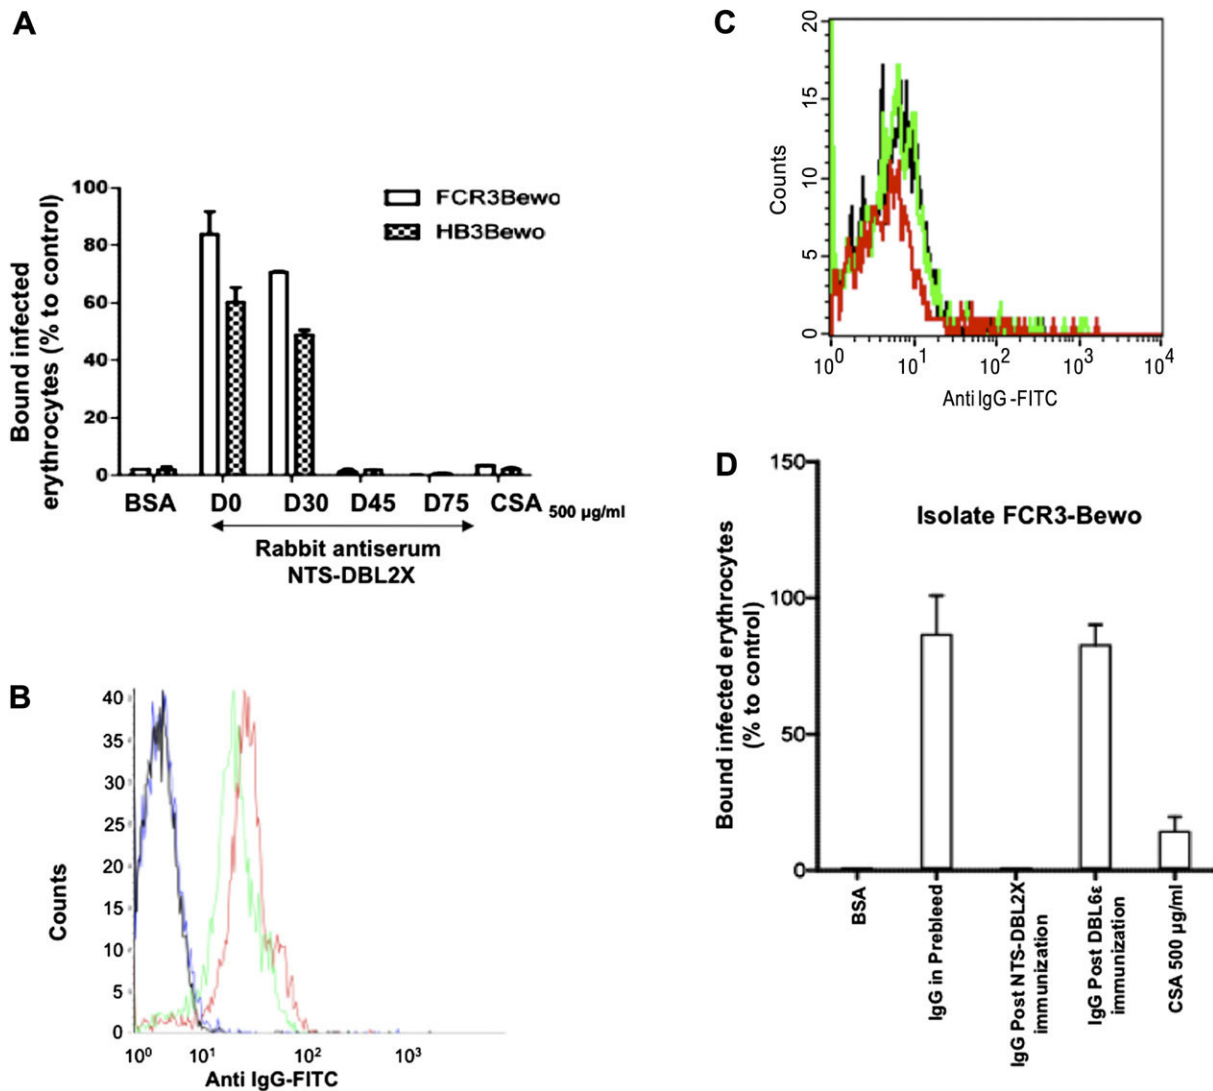 A
100
80
60
40
20
0
Bound infected
erythrocytes (% to control)
FCR3Bewo
HB3Bewo
BSA D0 D30 D45 D75 CSA 500 µg/ml
Rabbit antiserum
NTS-DBL2X
B
40
35
30
25
20
15
10
5
0
Counts
10⁰ 10¹ 10² 10³
Anti IgG-FITC
C
20
15
10
5
0
Counts
10⁰ 10¹ 10² 10³ 10⁴
Anti IgG -FITC
D
150
100
50
0
Isolate FCR3-Bewo
Bound infected erythrocytes
(% to control)
BSA
IgG in Prebleed
IgG Post NTS-DBL2X
immunization
IgG Post DBL6ε
immunization
CSA 500 µg/ml